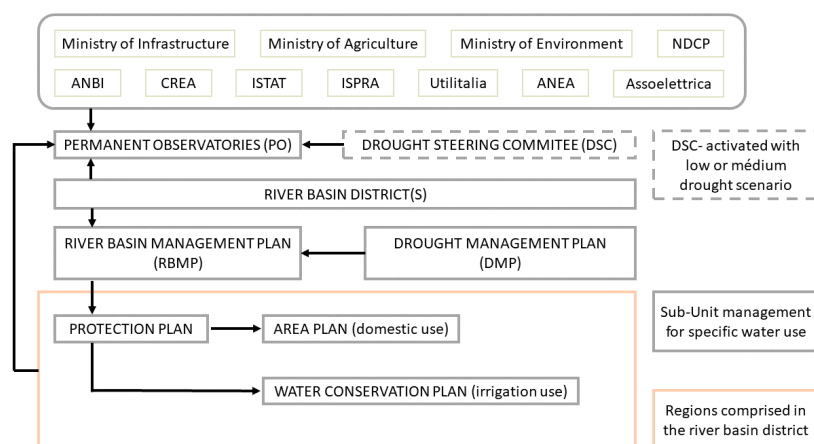 Ministry of Infrastructure
Ministry of Agriculture
Ministry of Environment
NDCP
ANBI
CREA
ISTAT
ISPRA
Utilitalia
ANEA
Assoelettrica
PERMANENT OBSERVATORIES (PO)
DROUGHT STEERING COMMITEE (DSC)
DSC- activated with
low or médium
drought scenario
RIVER BASIN DISTRICT(S)
RIVER BASIN MANAGEMENT PLAN
(RBMP)
DROUGHT MANAGEMENT PLAN
(DMP)
PROTECTION PLAN
AREA PLAN (domestic use)
Sub-Unit management
for specific water use
WATER CONSERVATION PLAN (irrigation use)
Regions comprised in
the river basin district